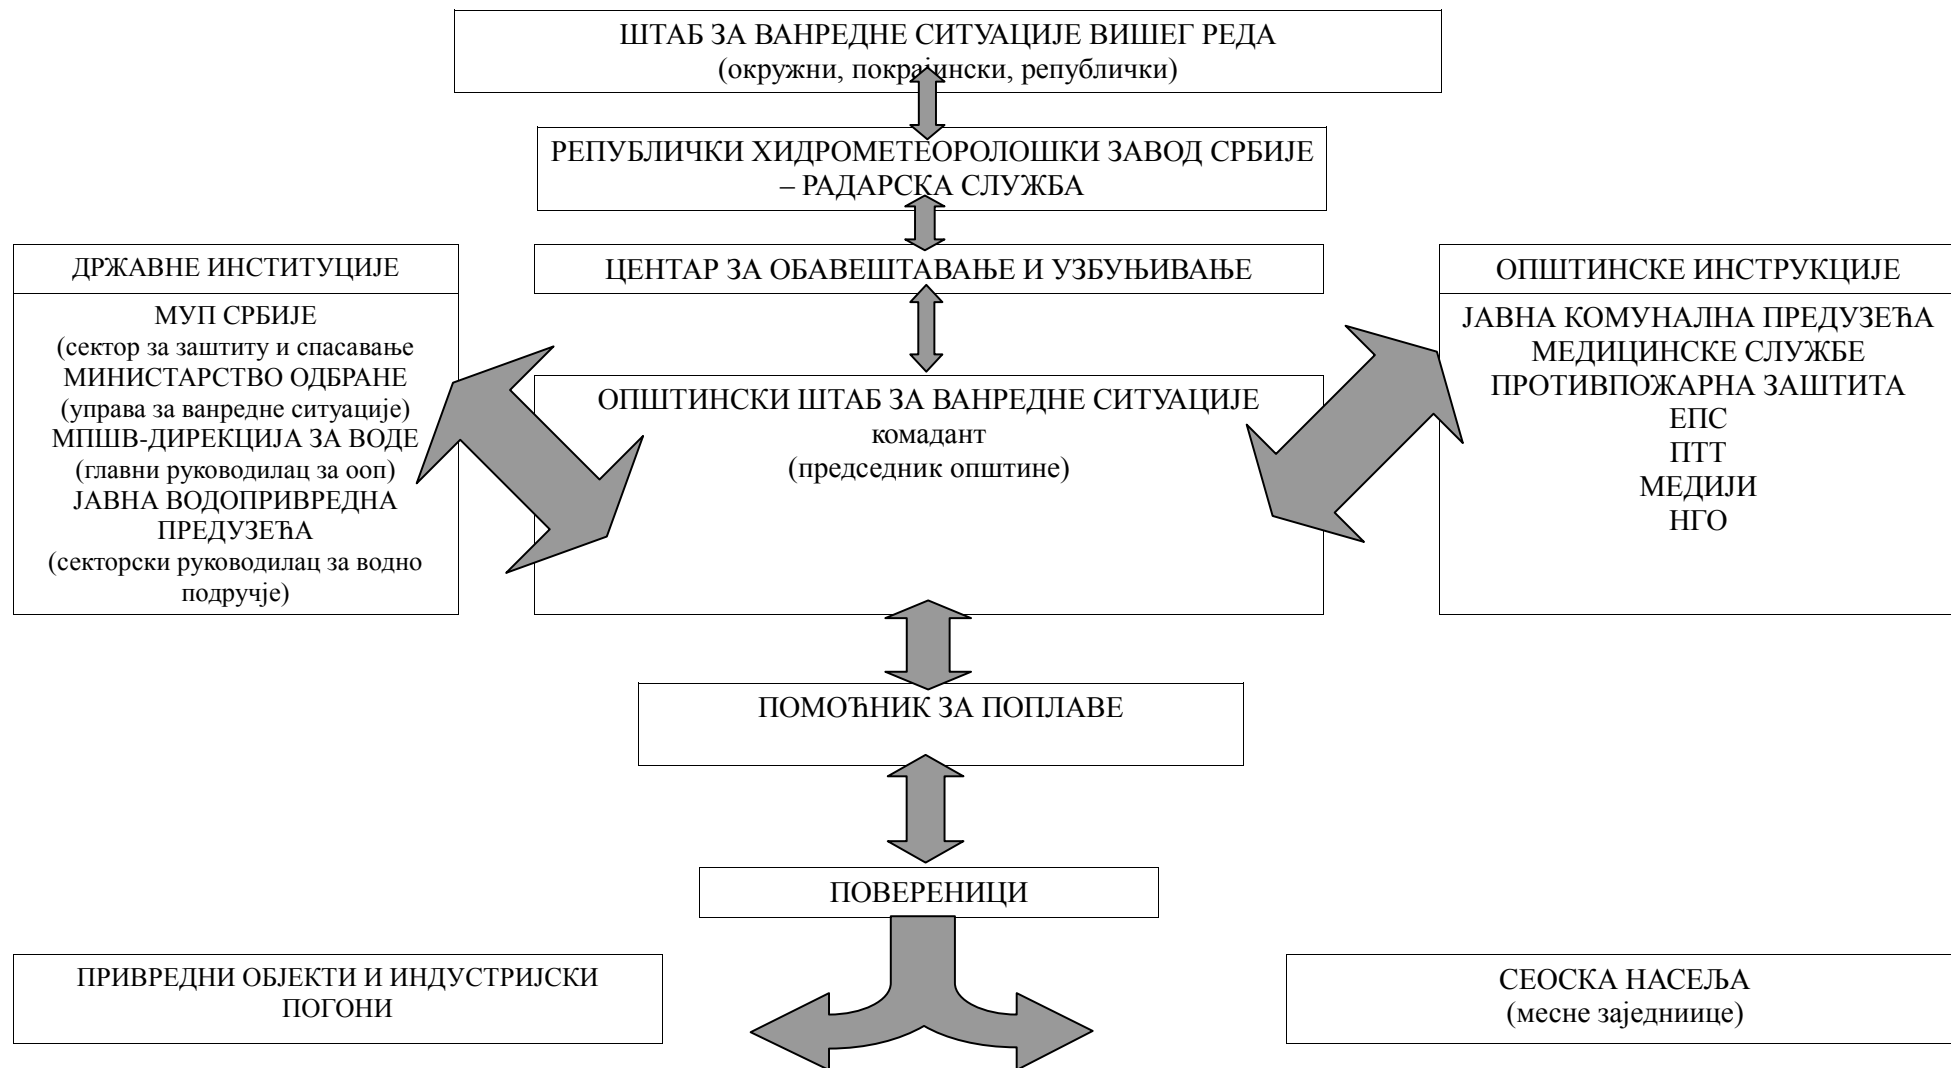 ШТАБ ЗА ВАНРЕДНЕ СИТУАЦИЈЕ ВИШЕГ РЕДА
(окружни, покрајински, републички)
РЕПУБЛИЧКИ ХИДРОМЕТЕОРОЛОШКИ ЗАВОД СРБИЈЕ
– РАДАРСКА СЛУЖБА
ДРЖАВНЕ ИНСТИТУЦИЈЕ
МУП СРБИЈЕ
(сектор за заштиту и спасавање
МИНИСТАРСТВО ОДБРАНЕ
(управа за ванредне ситуације)
МПШВ-ДИРЕКЦИЈА ЗА ВОДЕ
(главни руководилац за ооп)
ЈАВНА ВОДОПРИВРЕДНА
ПРЕДУЗЕЋА
(секторски руководилац за водно
подручје)
ЦЕНТАР ЗА ОБАВЕШТАВАЊЕ И УЗБУЊИВАЊЕ
ОПШТИНСКИ ШТАБ ЗА ВАНРЕДНЕ СИТУАЦИЈЕ
комадант
(председник општине)
ОПШТИНСКЕ ИНСТРУКЦИЈЕ
ЈАВНА КОМУНАЛНА ПРЕДУЗЕЋА
МЕДИЦИНСКЕ СЛУЖБЕ
ПРОТИВПОЖАРНА ЗАШТИТА
ЕПС
ПТТ
МЕДИЈИ
НГО
ПОМОЋНИК ЗА ПОПЛАВЕ
ПОВЕРЕНИЦИ
ПРИВРЕДНИ ОБЈЕКТИ И ИНДУСТРИЈСКИ
ПОГОНИ
СЕОСКА НАСЕЉА
(месне заједниице)